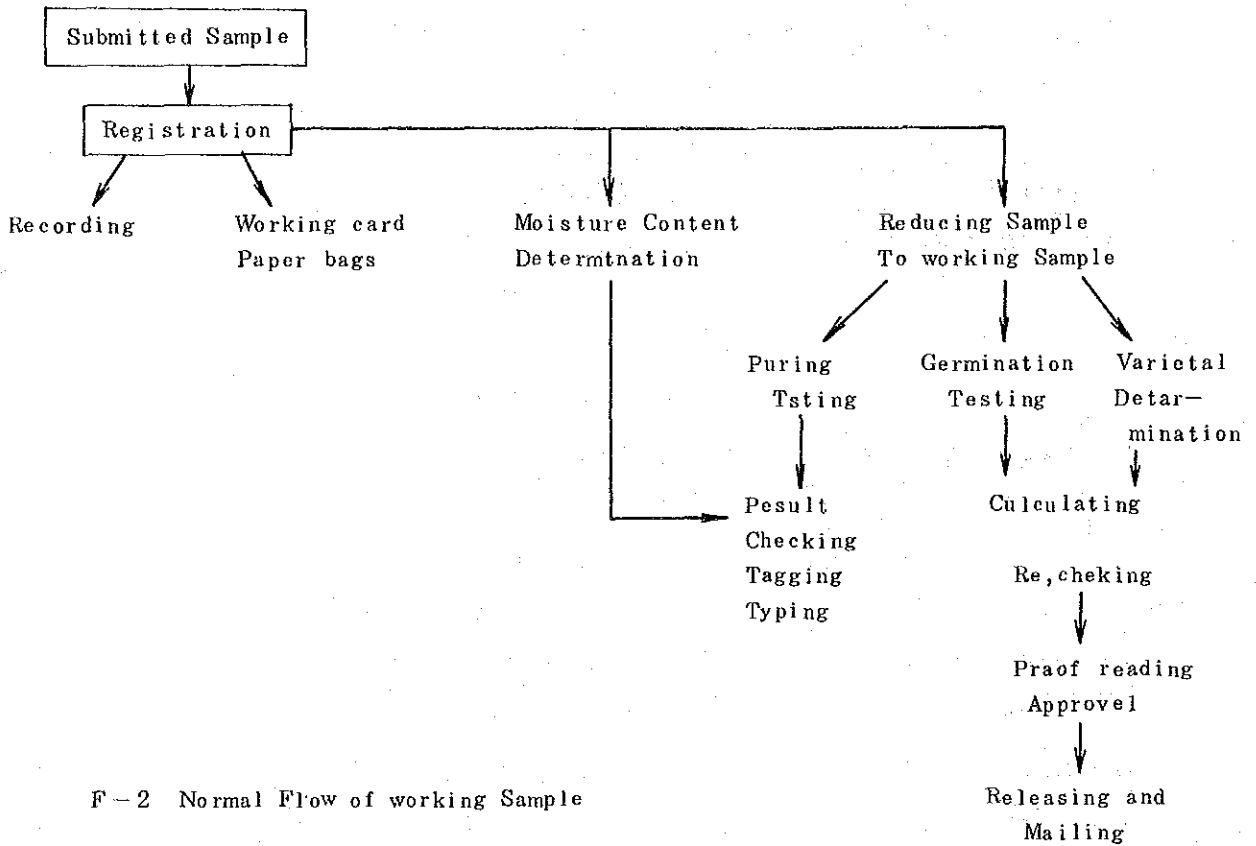 Submitted Sample
Registration
Recording
Working card
Paper bags
Moisture Content
Determtnation
Reducing Sample
To working Sample
Puring
Tsting
Germination
Testing
Varietal
Detar-
mination
Pesult
Checking
Tagging
Typing
Culculating
Re,cheking
Praof reading
Approvel
Releasing and
Mailing
F-2 Normal Flow of working Sample